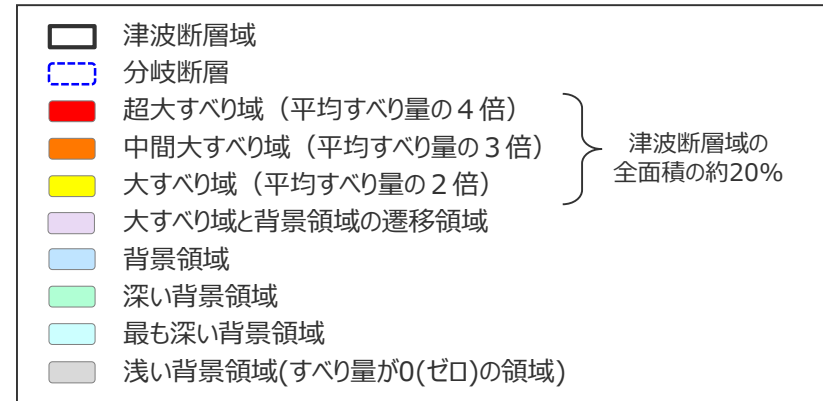 津波断層域
分岐断層
超大すべり域（平均すべり量の４倍）
中間大すべり域（平均すべり量の３倍）
大すべり域（平均すべり量の２倍）
津波断層域の
全面積の約20%
大すべり域と背景領域の遷移領域
背景領域
深い背景領域
最も深い背景領域
浅い背景領域(すべり量が0(ゼロ)の領域)